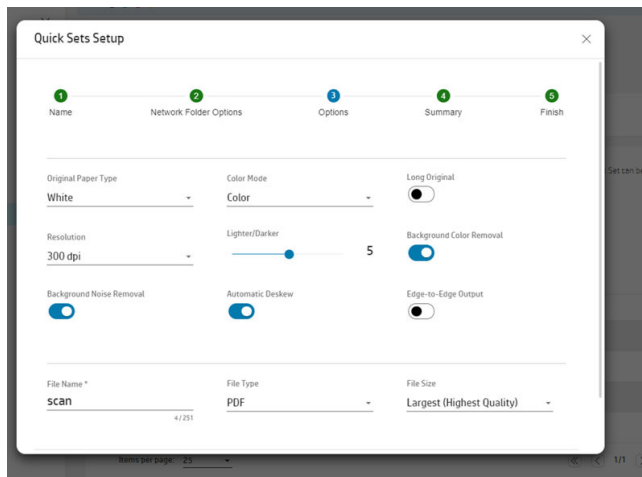 Quick Sets Setup
1 2 3 4 5
Name Network Folder Options Options Summary Finish
Original Paper Type Color Mode Long Original
White Color
Resolution Lighter/Darker Background Color Removal
300 dpi 5
Background Noise Removal Automatic Deskew Edge-to-Edge Output
File Name * File Type File Size
scan PDF Largest (Highest Quality)
4/251
Set can be
Items per page: 25 1/1